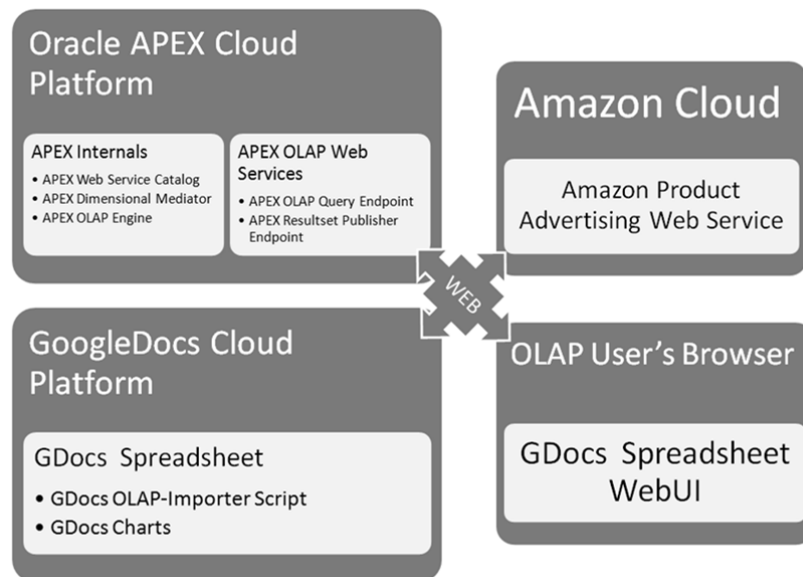 Oracle APEX Cloud
Platform
APEX Internals
• APEX Web Service Catalog
• APEX Dimensional Mediator
• APEX OLAP Engine
APEX OLAP Web
Services
• APEX OLAP Query Endpoint
• APEX Resultset Publisher
Endpoint
Amazon Cloud
Amazon Product
Advertising Web Service
WEB
GoogleDocs Cloud
Platform
GDocs Spreadsheet
• GDocs OLAP-Importer Script
• GDocs Charts
OLAP User's Browser
GDocs Spreadsheet
WebUI